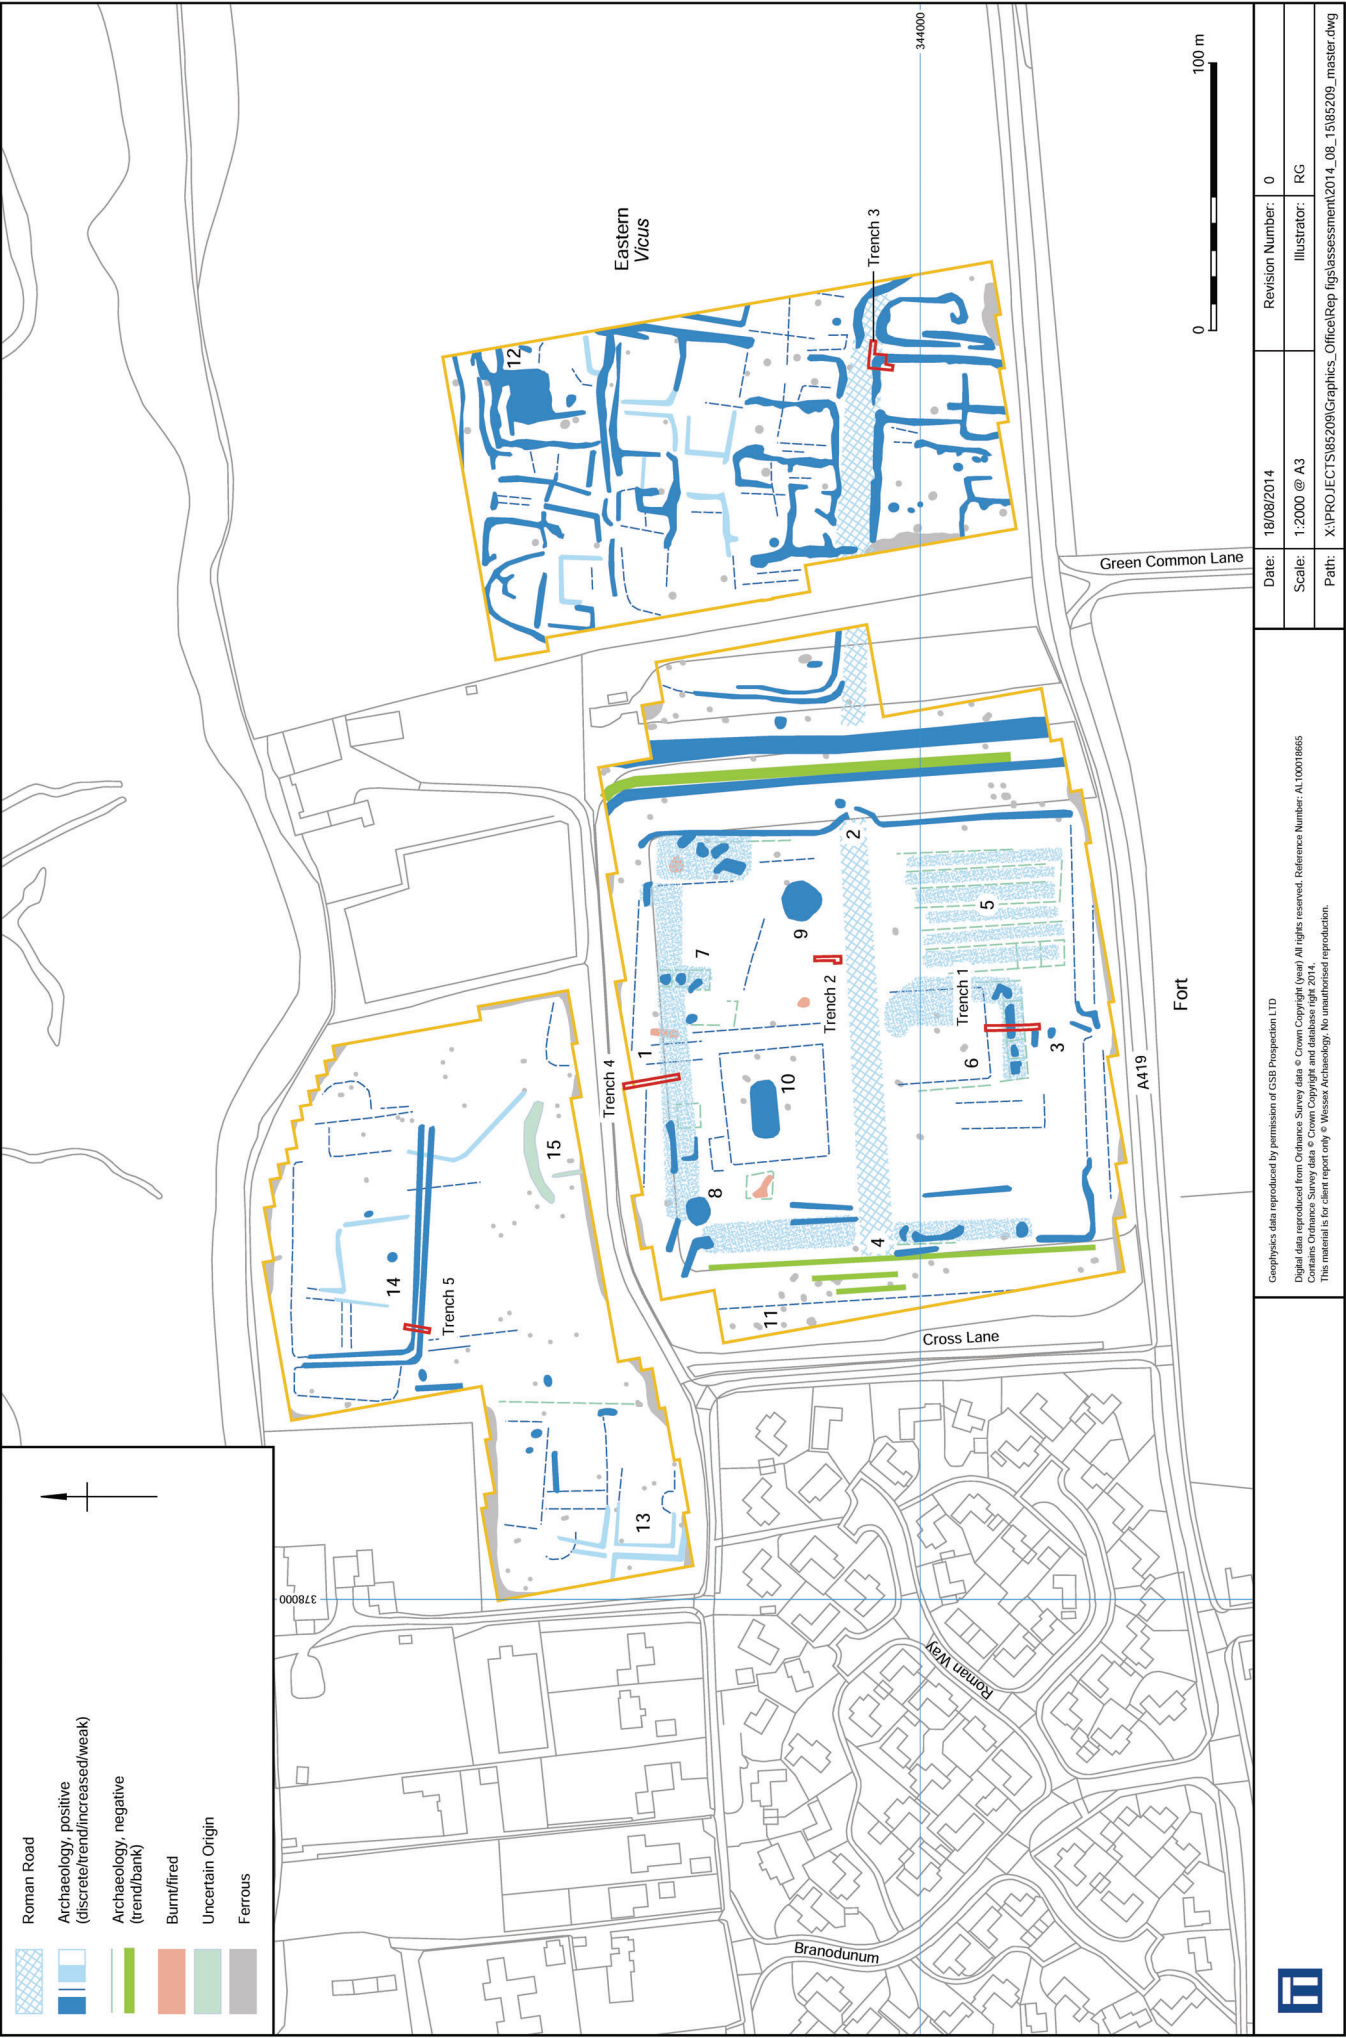 Roman Road
Archaeology, positive
(discrete/trend/increased/weak)
Archaeology, negative
(trend/bank)
Burnt/fired
Uncertain Origin
Ferrous
378000
344000
Eastern
Vicus
12
Trench 3
Green Common Lane
0
100 m
14
Trench 5
15
13
Trench 4
1
7
9
2
Trench 2
10
8
4
5
Trench 1
6
3
11
Cross Lane
Fort
A419
Roman Way
Branodunum
Geophysics data reproduced by permission of GSB Prospection LTD
Digital data reproduced from Ordnance Survey data © Crown Copyright (year) All rights reserved. Reference Number: AL100018665
Contains Ordnance Survey data © Crown Copyright and database right 2014.
This material is for client report only © Wessex Archaeology. No unauthorised reproduction.
Date: 18/08/2014 Revision Number: 0
Scale: 1:2000 @ A3 Illustrator: RG
Path: X:\PROJECTS\85209\Graphics_Office\Rep figs\assessment\2014_08_15\85209_master.dwg